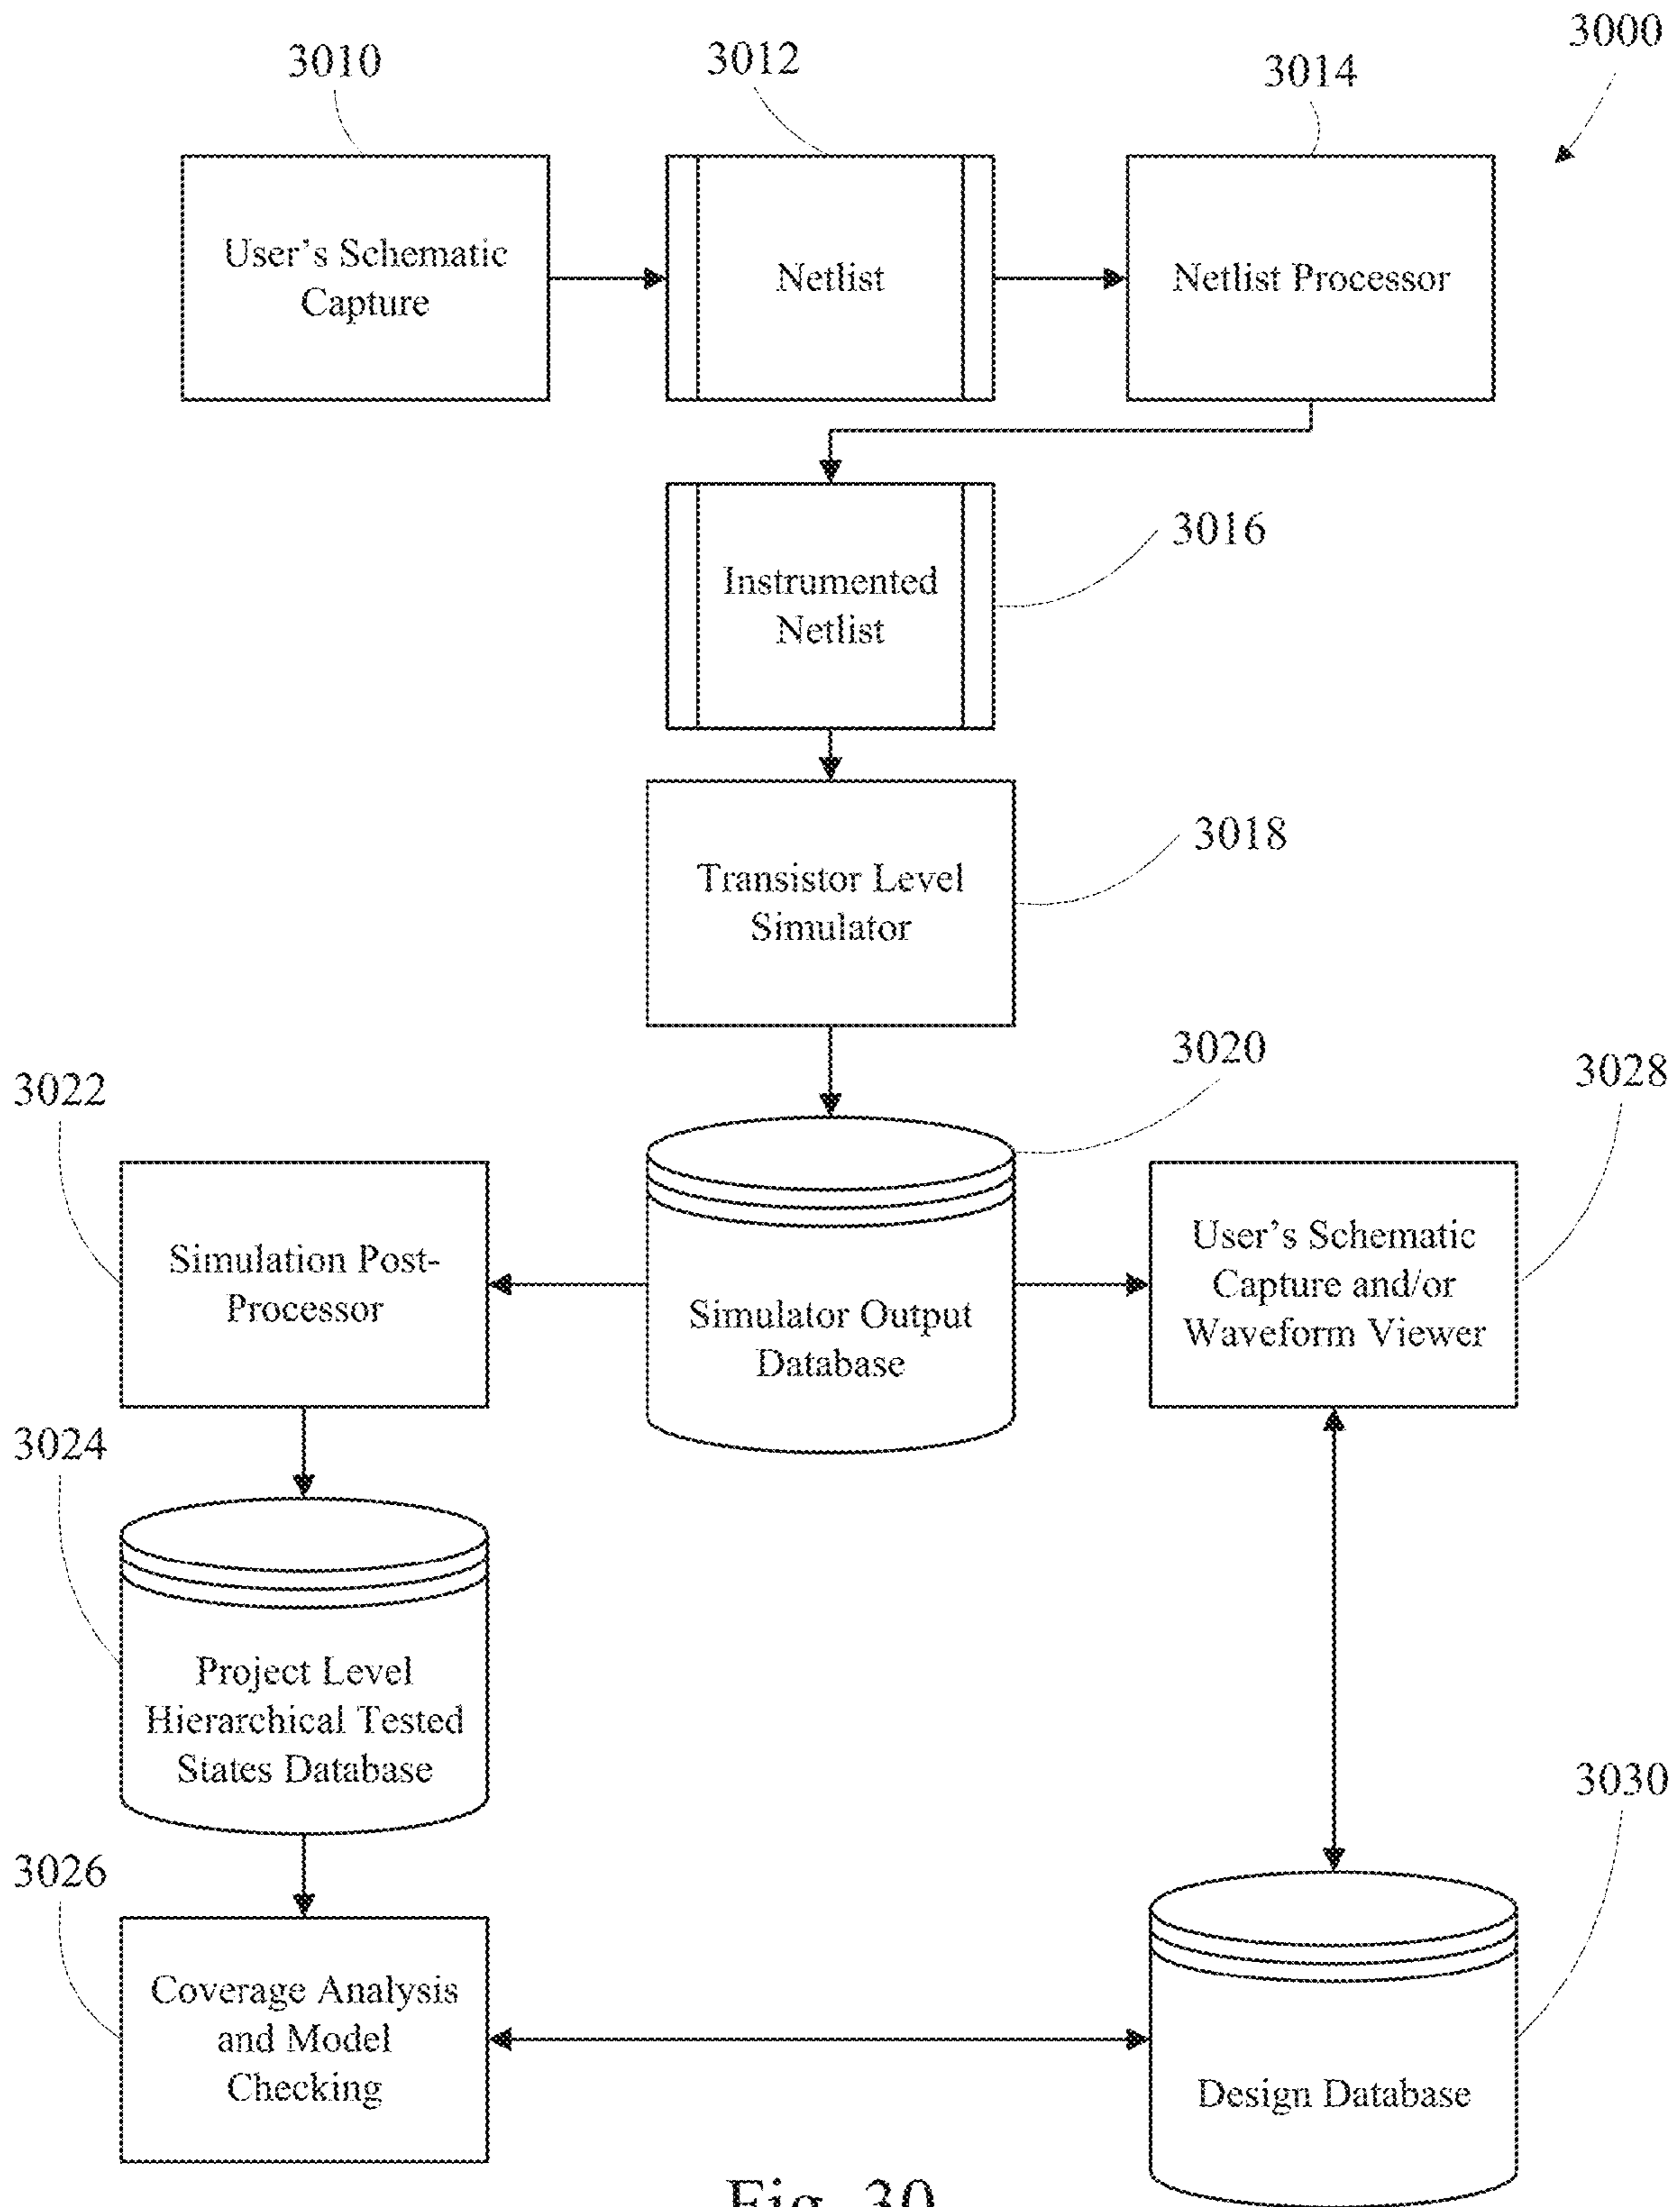 3000
3010
3012
3014
User's Schematic
Capture
Netlist
Netlist Processor
Instrumented
Netlist
3016
Transistor Level
Simulator
3018
3020
3022
3028
Simulation Post-
Processor
Simulator Output
Database
User's Schematic
Capture and/or
Waveform Viewer
3024
Project Level
Hierarchical Tested
States Database
3030
3026
Coverage Analysis
and Model
Checking
Design Database
Fig. 30